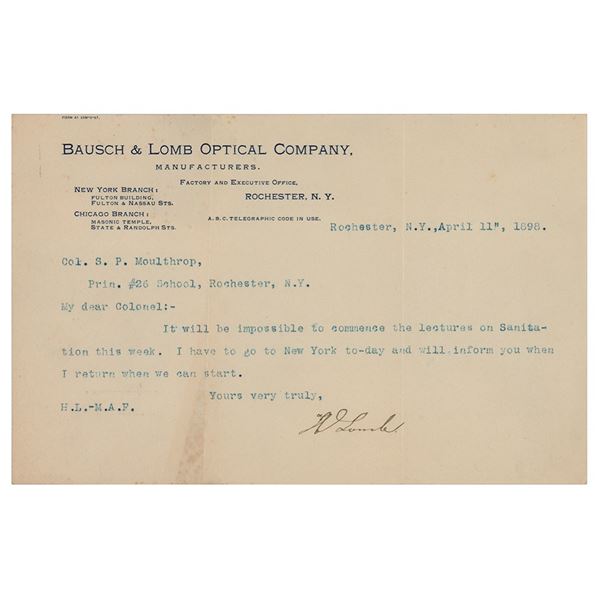 BAUSCH & LOMB OPTICAL COMPANY,
MANUFACTURERS.
FACTORY AND EXECUTIVE OFFICE,
ROCHESTER, N. Y.
NEW YORK BRANCH:
FULTON BUILDING,
FULTON & NASSAU STS.
CHICAGO BRANCH:
MASONIC TEMPLE,
STATE & RANDOLPH STS.
A.B.C. TELEGRAPHIC CODE IN USE.
Rochester, N.Y.,April 11", 1898.
Col. S. P. Moulthrop,
Prin. #26 School, Rochester, N.Y.
My dear Colonel:-
It will be impossible to commence the lectures on Sanita-
tion this week. I have to go to New York to-day and will inform you when
I return when we can start.
Yours very truly,
H.L.-M.A.F.
H Lomb